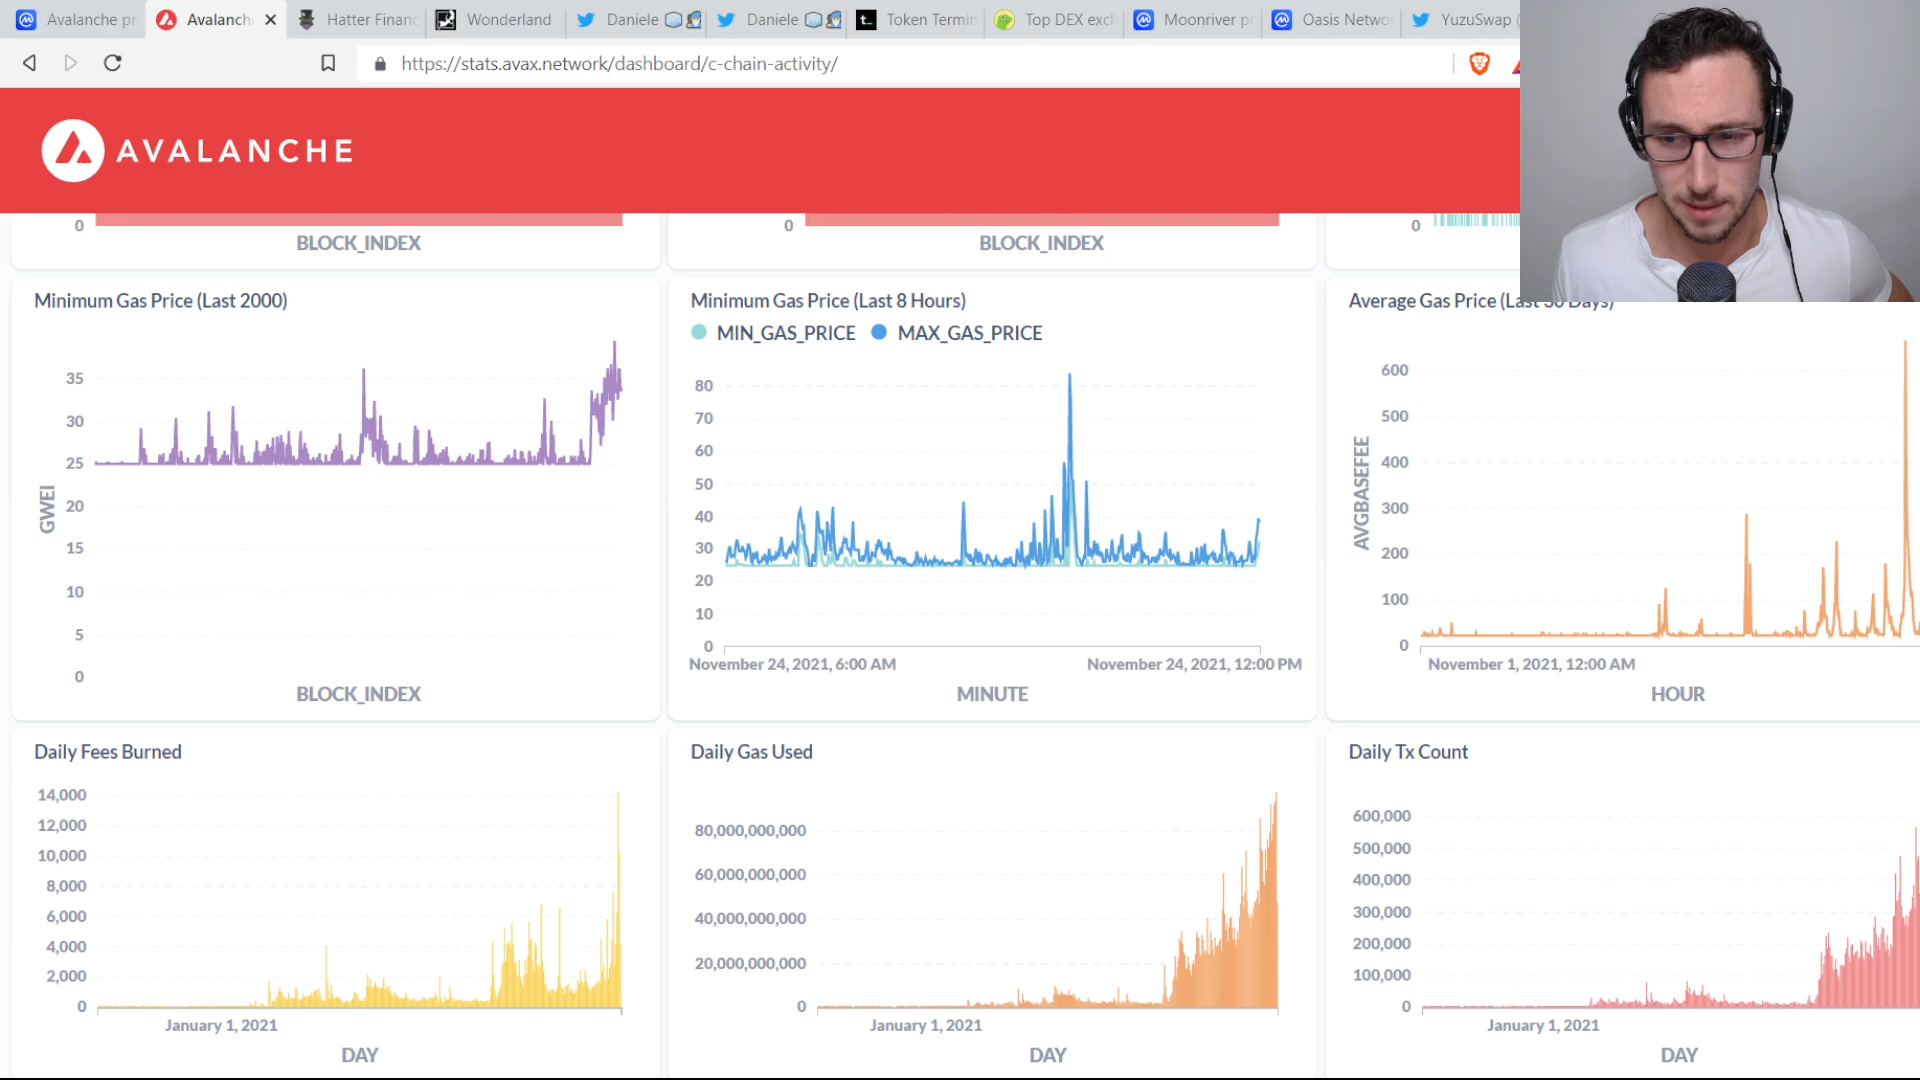 Avalanche pr
Avalanch
Hatter Financ
Wonderland
Daniele
Daniele
t_
Token Termin
Top DEX exc
Moonriver p
Oasis Netwo
YuzuSwap (
https://stats.avax.network/dashboard/c-chain-activity/
AVALANCHE
0
BLOCK_INDEX
0
BLOCK_INDEX
0
Minimum Gas Price (Last 2000)
35
30
25
20
15
10
5
0
GWEI
BLOCK_INDEX
Minimum Gas Price (Last 8 Hours)
MIN_GAS_PRICE
MAX_GAS_PRICE
80
70
60
50
40
30
20
10
0
November 24, 2021, 6:00 AM
November 24, 2021, 12:00 PM
MINUTE
Average Gas Price (Last 30 Days)
600
500
400
300
200
100
0
AVGBASEFEE
November 1, 2021, 12:00 AM
HOUR
Daily Fees Burned
14,000
12,000
10,000
8,000
6,000
4,000
2,000
0
January 1, 2021
DAY
Daily Gas Used
80,000,000,000
60,000,000,000
40,000,000,000
20,000,000,000
0
January 1, 2021
DAY
Daily Tx Count
600,000
500,000
400,000
300,000
200,000
100,000
0
January 1, 2021
DAY